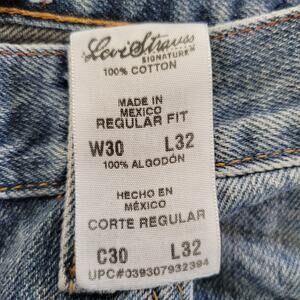 Levi Strauss
SIGNATURE™
100% COTTON
MADE IN
MEXICO
REGULAR FIT
W30 L32
100% ALGODÓN
HECHO EN
MÉXICO
CORTE REGULAR
C30 L32
UPC#039307932394